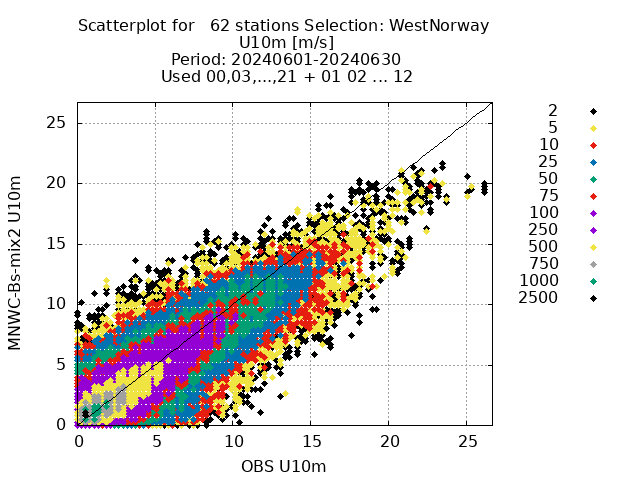 Scatterplot for   62 stations Selection: WestNorway
U10m [m/s]
Period: 20240601-20240630
Used 00,03,...,21 + 01 02 ... 12
MNWC-Bs-mix2 U10m
25
20
15
10
5
0
0 5 10 15 20 25
OBS U10m
2
5
10
25
50
75
100
250
500
750
1000
2500